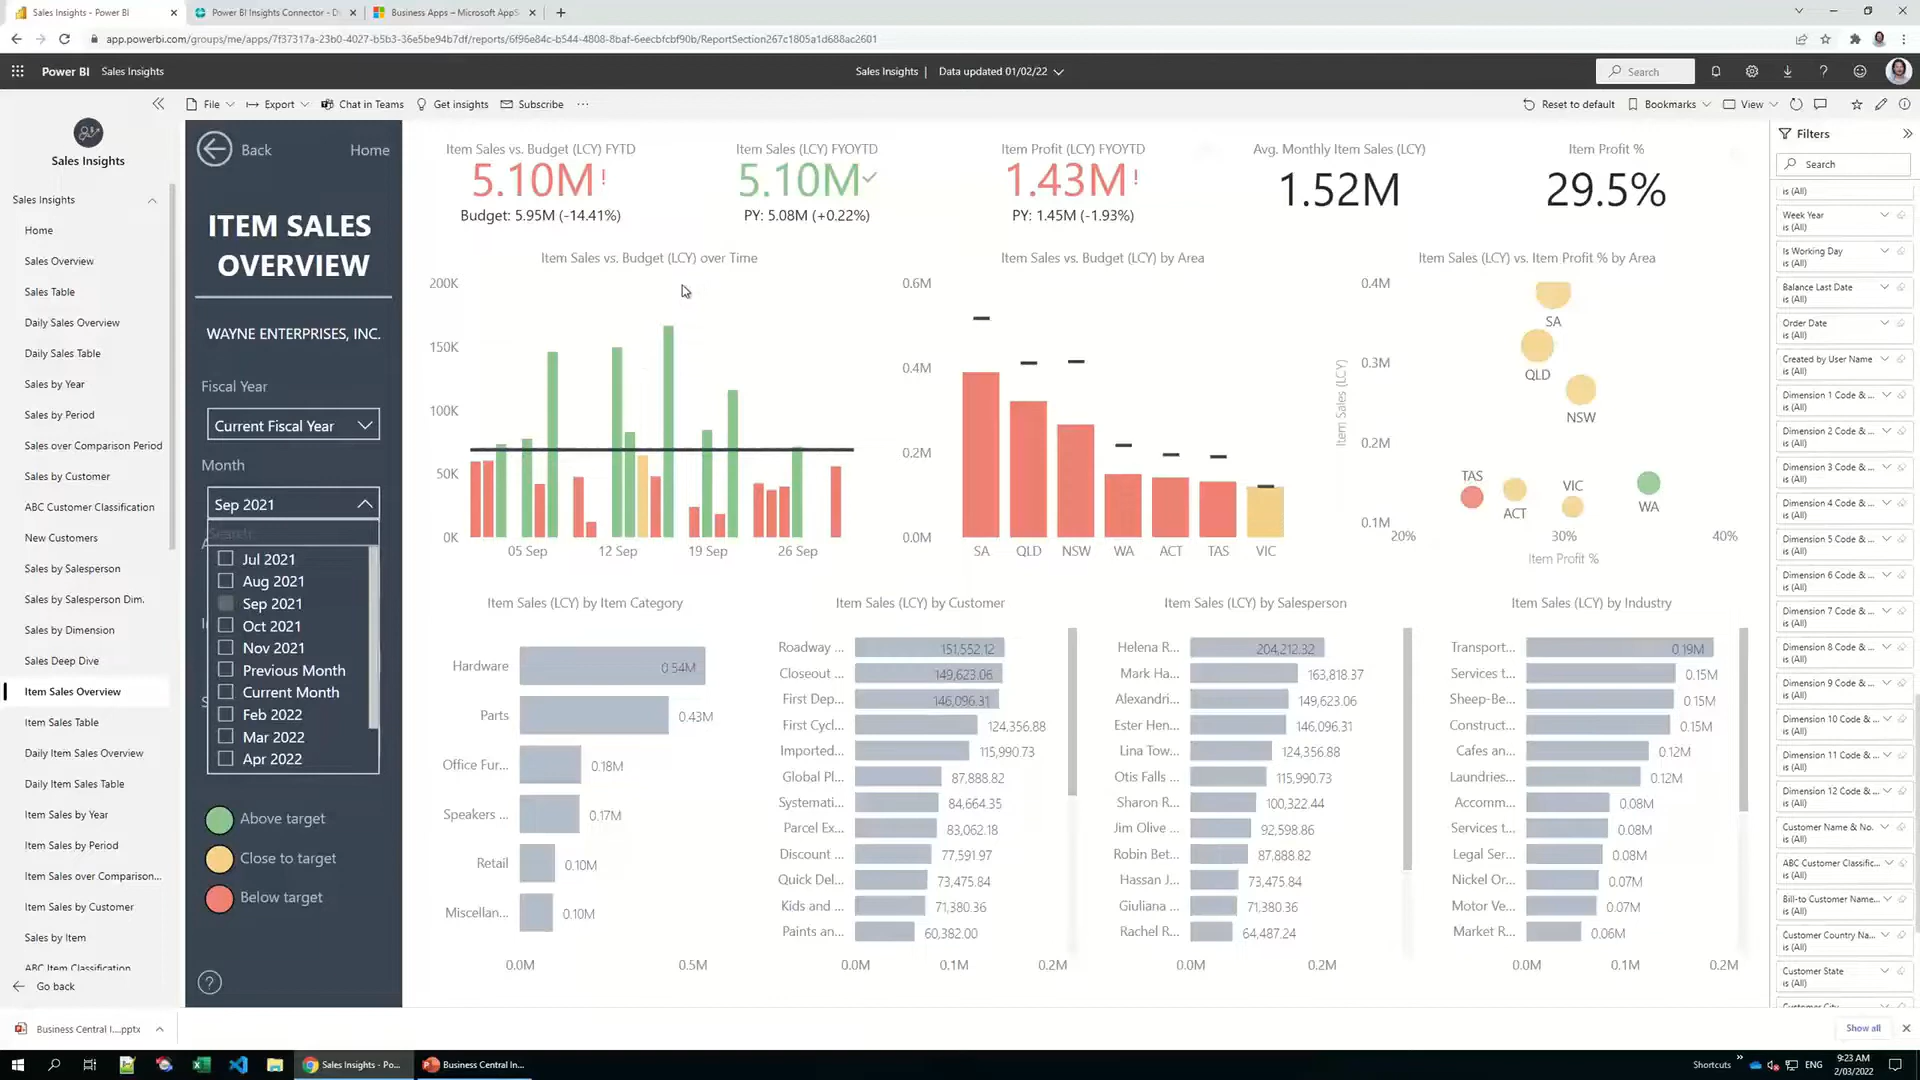 Sales Insights - Power BI
Power BI Insights Connector - D
Business Apps – Microsoft AppS
app.powerbi.com/groups/me/apps/7f37317a-23b0-4027-b5b3-36e5be94b7df/reports/6f96e84c-b544-4808-8baf-6eecbfcbf90b/ReportSection267c1805a1d688ac2601
Power BI Sales Insights
Sales Insights | Data updated 01/02/22
Search
File Export Chat in Teams Get insights Subscribe ...
Reset to default Bookmarks View
Sales Insights
Sales Insights
Home
Sales Overview
Sales Table
Daily Sales Overview
Daily Sales Table
Sales by Year
Sales by Period
Sales over Comparison Period
Sales by Customer
ABC Customer Classification
New Customers
Sales by Salesperson
Sales by Salesperson Dim.
Sales by Dimension
Sales Deep Dive
Item Sales Overview
Item Sales Table
Daily Item Sales Overview
Daily Item Sales Table
Item Sales by Year
Item Sales by Period
Item Sales over Comparison...
Item Sales by Customer
Sales by Item
ABC Item Classification
Go back
Back Home
ITEM SALES
OVERVIEW
WAYNE ENTERPRISES, INC.
Fiscal Year
Current Fiscal Year
Month
Sep 2021
Search
Jul 2021
Aug 2021
Sep 2021
Oct 2021
Nov 2021
Previous Month
Current Month
Feb 2022
Mar 2022
Apr 2022
Above target
Close to target
Below target
?
Item Sales vs. Budget (LCY) FYTD
5.10M!
Budget: 5.95M (-14.41%)
Item Sales (LCY) FYOYTD
5.10M
PY: 5.08M (+0.22%)
Item Profit (LCY) FYOYTD
1.43M!
PY: 1.45M (-1.93%)
Avg. Monthly Item Sales (LCY)
1.52M
Item Profit %
29.5%
Item Sales vs. Budget (LCY) over Time
200K
150K
100K
50K
0K
05 Sep 12 Sep 19 Sep 26 Sep
Item Sales vs. Budget (LCY) by Area
0.6M
0.4M
0.2M
0.0M
SA QLD NSW WA ACT TAS VIC
Item Sales (LCY) vs. Item Profit % by Area
Item Sales (LCY)
0.4M
0.3M
0.2M
0.1M
SA
QLD
NSW
TAS
ACT
VIC
WA
20% 30% 40%
Item Profit %
Item Sales (LCY) by Item Category
Hardware 0.54M
Parts 0.43M
Office Fur... 0.18M
Speakers ... 0.17M
Retail 0.10M
Miscellan... 0.10M
0.0M 0.5M
Item Sales (LCY) by Customer
Roadway ... 151,552.12
Closeout ... 149,623.06
First Dep... 146,096.31
First Cycl... 124,356.88
Imported... 115,990.73
Global Pl... 87,888.82
Systemati... 84,664.35
Parcel Ex... 83,062.18
Discount ... 77,591.97
Quick Del... 73,475.84
Kids and ... 71,380.36
Paints an... 60,382.00
0.0M 0.1M 0.2M
Item Sales (LCY) by Salesperson
Helena R... 204,212.32
Mark Ha... 163,818.37
Alexandri... 149,623.06
Ester Hen... 146,096.31
Lina Tow... 124,356.88
Otis Falls ... 115,990.73
Sharon R... 100,322.44
Jim Olive ... 92,598.86
Robin Bet... 87,888.82
Hassan J... 73,475.84
Giuliana ... 71,380.36
Rachel R... 64,487.24
0.0M 0.2M
Item Sales (LCY) by Industry
Transport... 0.19M
Services t... 0.15M
Sheep-Be... 0.15M
Construct... 0.15M
Cafes an... 0.12M
Laundries... 0.12M
Accomm... 0.08M
Services t... 0.08M
Legal Ser... 0.08M
Nickel Or... 0.07M
Motor Ve... 0.07M
Market R... 0.06M
0.0M 0.1M 0.2M
Filters
Search
is (All)
Week Year
is (All)
Is Working Day
is (All)
Balance Last Date
is (All)
Order Date
is (All)
Created by User Name
is (All)
Dimension 1 Code & ...
is (All)
Dimension 2 Code & ...
is (All)
Dimension 3 Code & ...
is (All)
Dimension 4 Code & ...
is (All)
Dimension 5 Code & ...
is (All)
Dimension 6 Code & ...
is (All)
Dimension 7 Code & ...
is (All)
Dimension 8 Code & ...
is (All)
Dimension 9 Code & ...
is (All)
Dimension 10 Code & ...
is (All)
Dimension 11 Code & ...
is (All)
Dimension 12 Code & ...
is (All)
Customer Name & No.
is (All)
ABC Customer Classific...
is (All)
Bill-to Customer Name...
is (All)
Customer Country Na...
is (All)
Customer State
is (All)
Customer City
Business Central I....pptx
Show all
Sales Insights - Po...
Business Central In...
Shortcuts
ENG
9:23 AM
2/03/2022